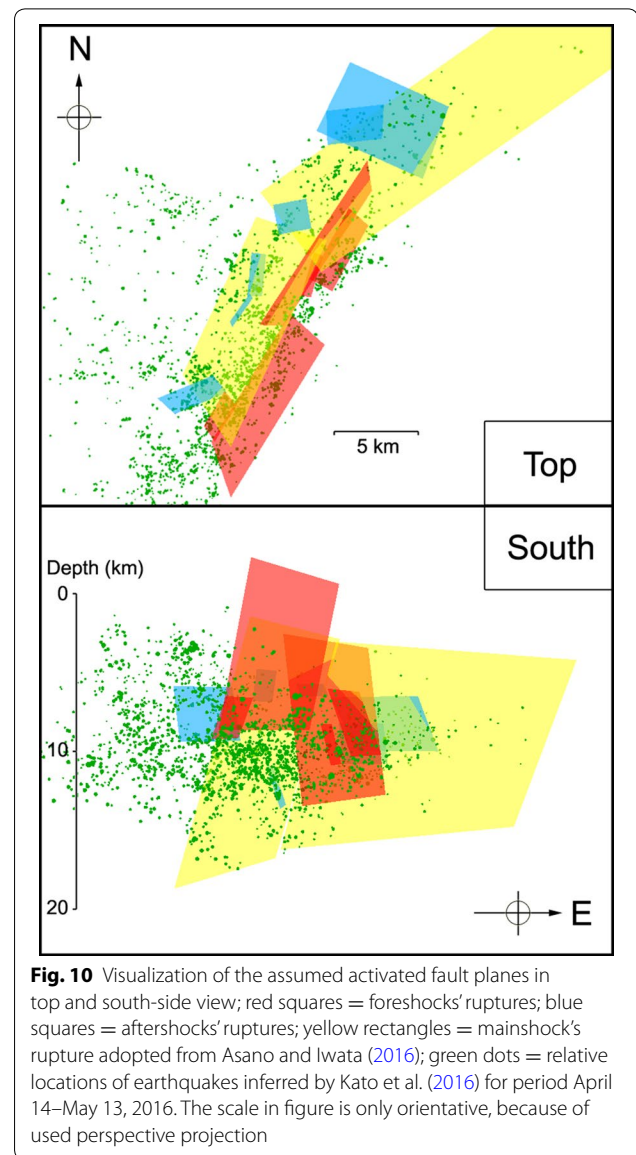 N
5 km
Top
South
Depth (km)
0
10
20
E
Fig. 10 Visualization of the assumed activated fault planes in
top and south-side view; red squares = foreshocks' ruptures; blue
squares = aftershocks' ruptures; yellow rectangles = mainshock's
rupture adopted from Asano and Iwata (2016); green dots = relative
locations of earthquakes inferred by Kato et al. (2016) for period April
14–May 13, 2016. The scale in figure is only orientative, because of
used perspective projection